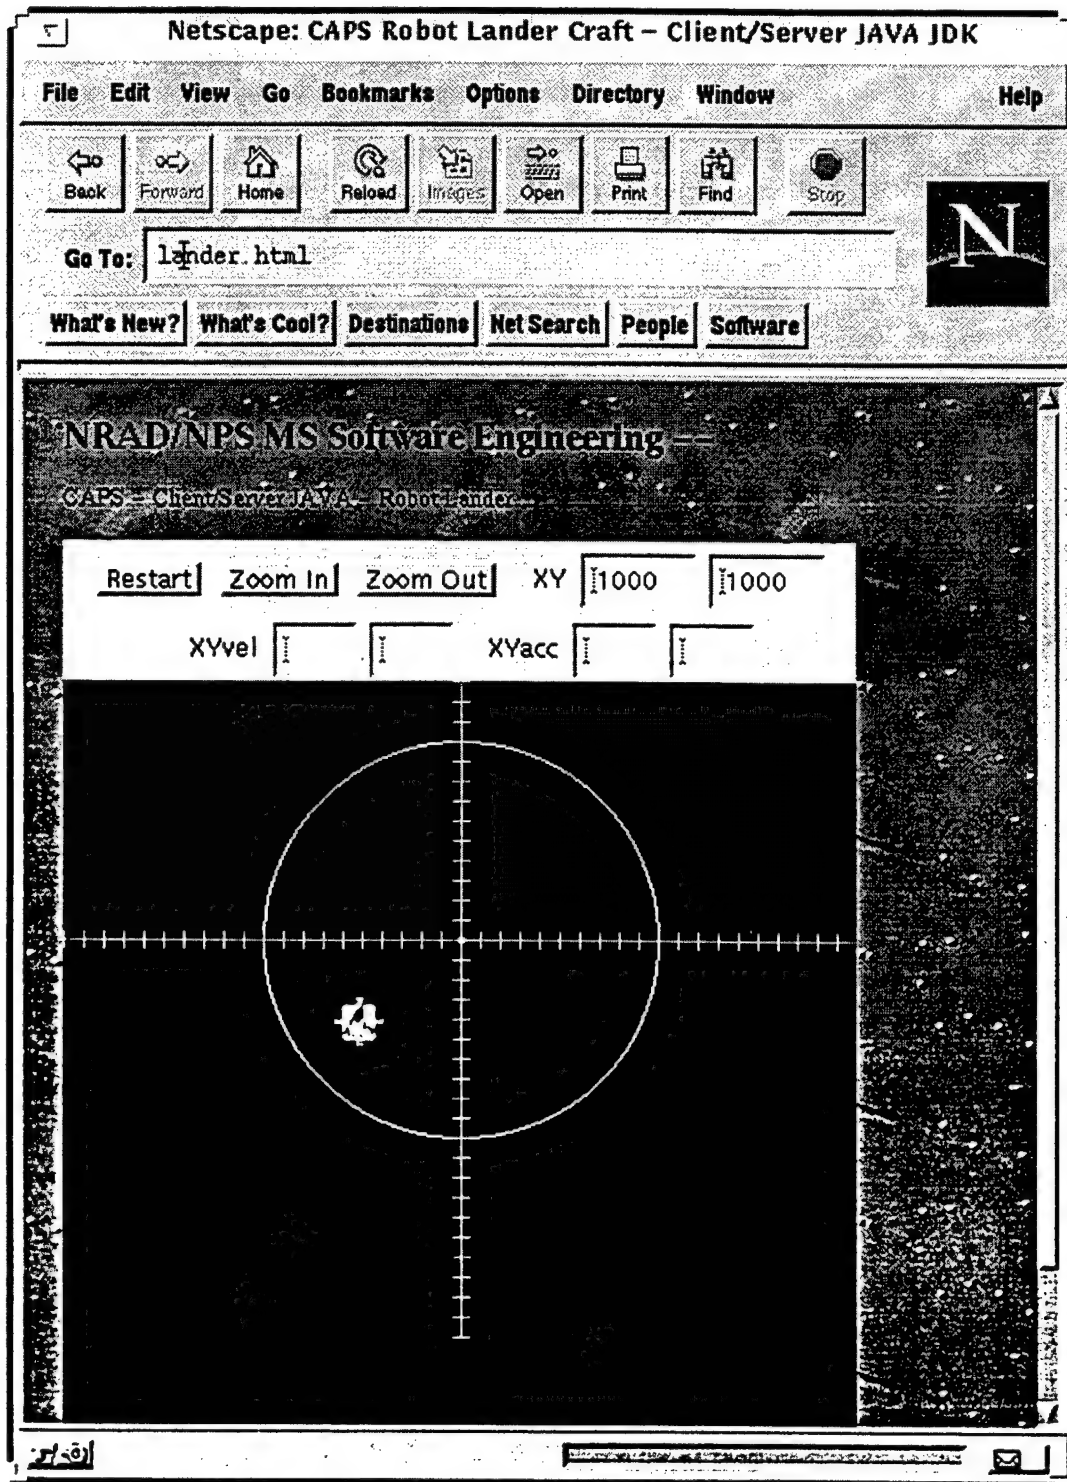 Netscape: CAPS Robot Lander Craft – Client/Server JAVA JDK
File Edit View Go Bookmarks Options Directory Window Help
Back Forward Home Reload Images Open Print Find Stop
N
Go To: lander.html
What's New? What's Cool? Destinations Net Search People Software
NRAD/NPS MS Software Engineering --
CAPS - Client/Server JAVA - Robot Lander
Restart Zoom In Zoom Out XY 1000 1000
XYvel XYacc